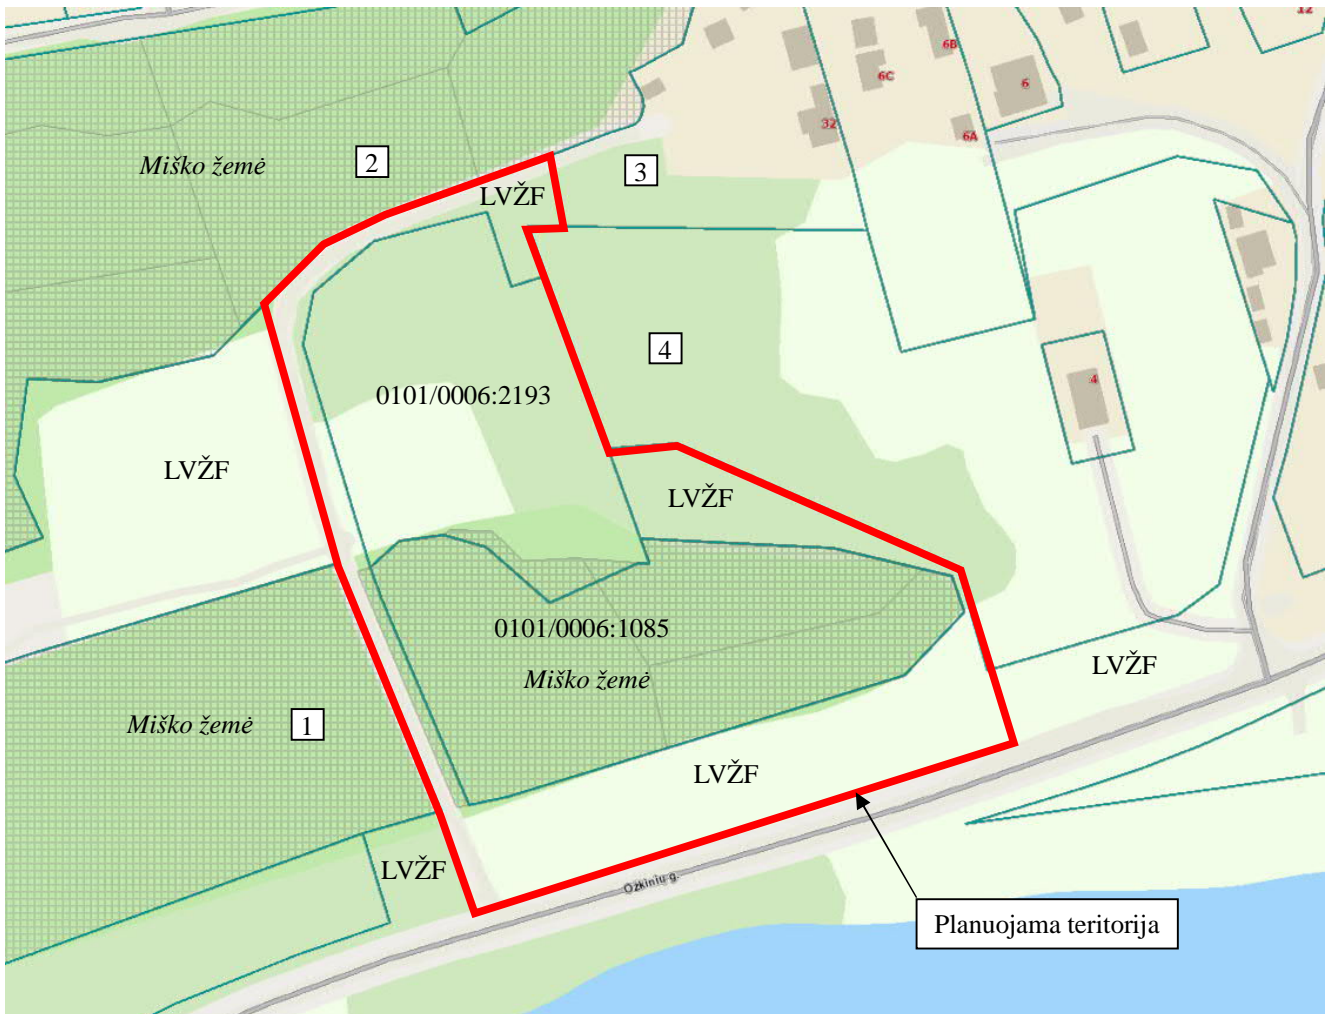 12
6B
6C
6
32
6A
Miško žemė
2
3
LVŽF
4
4
0101/0006:2193
LVŽF
LVŽF
0101/0006:1085
Miško žemė
LVŽF
Miško žemė
1
LVŽF
LVŽF
Ožkinių g.
Planuojama teritorija